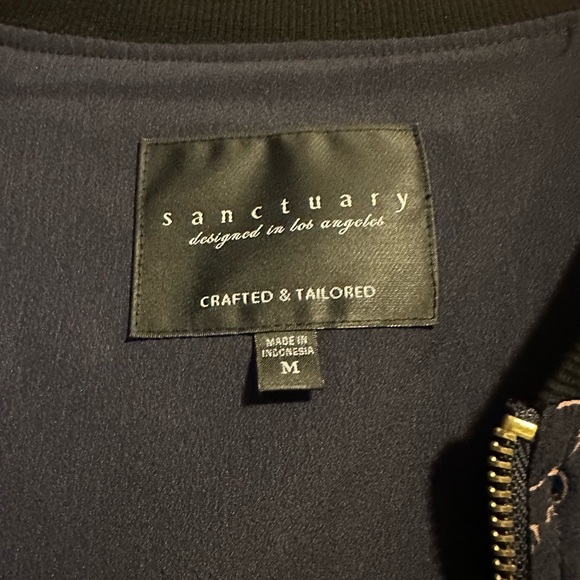 sanctuary
designed in los angeles
CRAFTED & TAILORED
MADE IN
INDONESIA
M